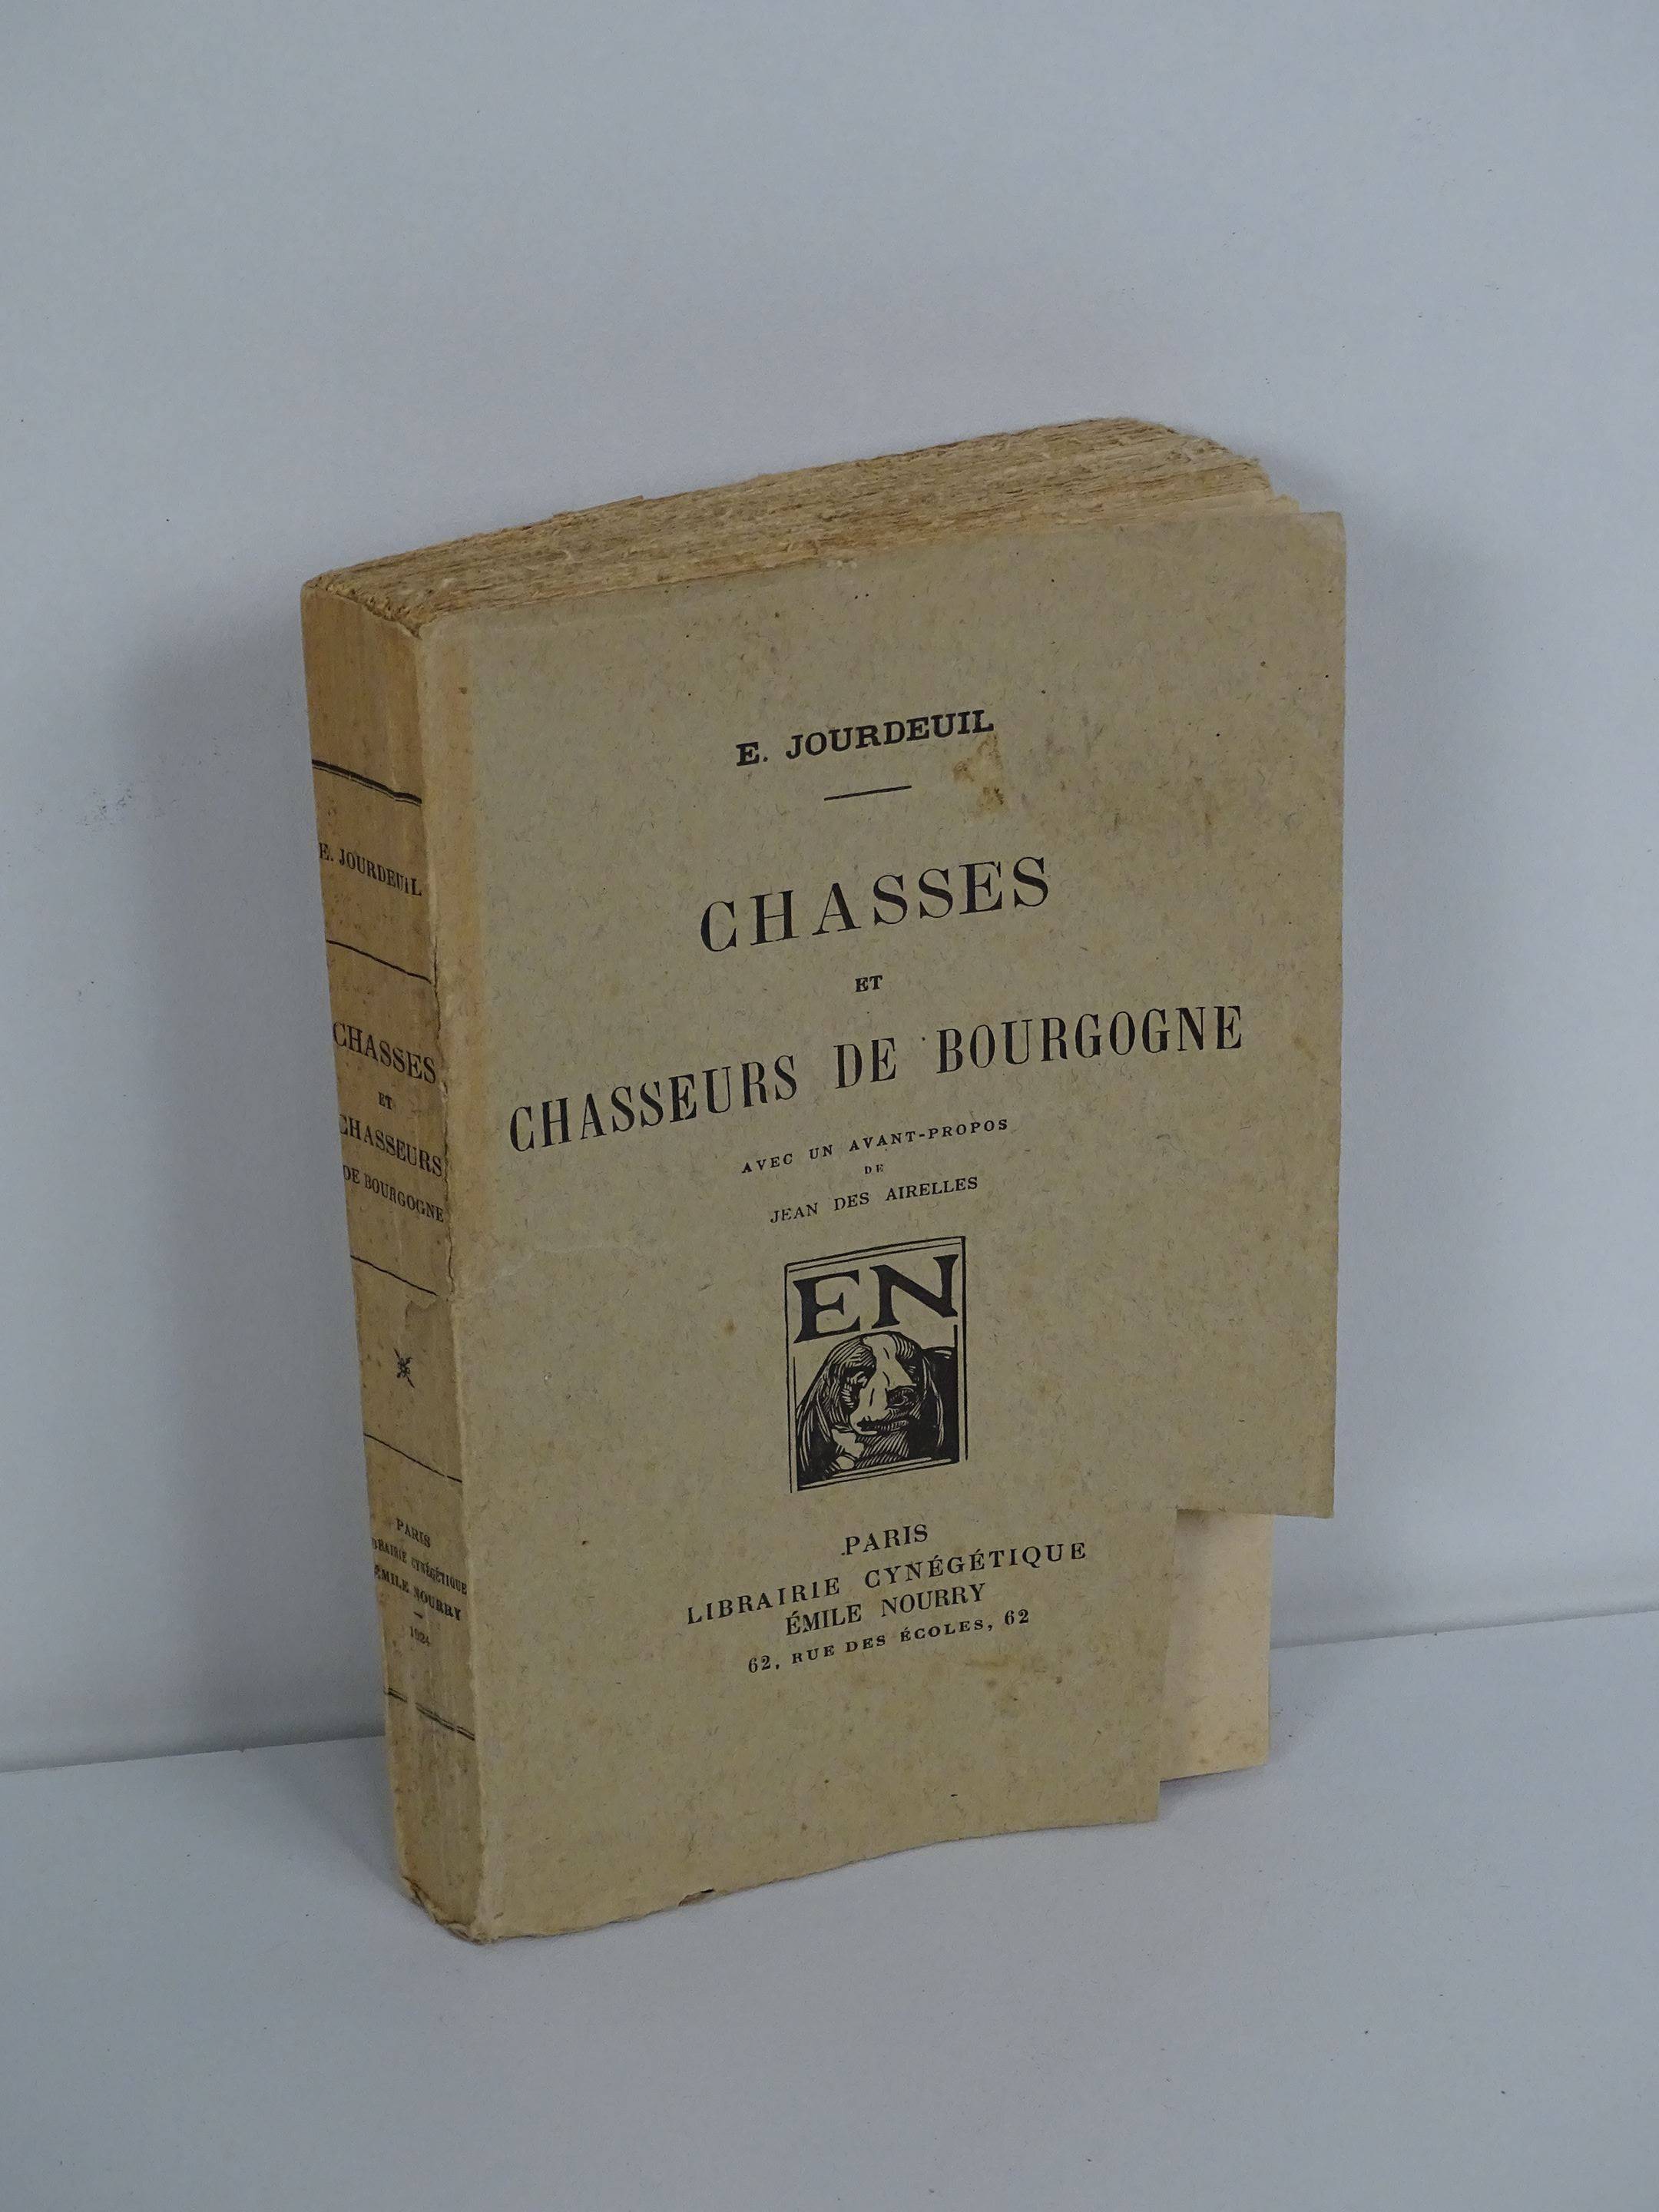 E. JOURDEUIL
CHASSES
ET
CHASSEURS
DE BOURGOGNE
PARIS
LIBRAIRIE CYNÉGÉTIQUE
ÉMILE NOURRY
1924
E. JOURDEUIL
CHASSES
ET
CHASSEURS DE BOURGOGNE
AVEC UN AVANT-PROPOS
DE
JEAN DES AIRELLES
EN
PARIS
LIBRAIRIE CYNÉGÉTIQUE
ÉMILE NOURRY
62, RUE DES ÉCOLES, 62